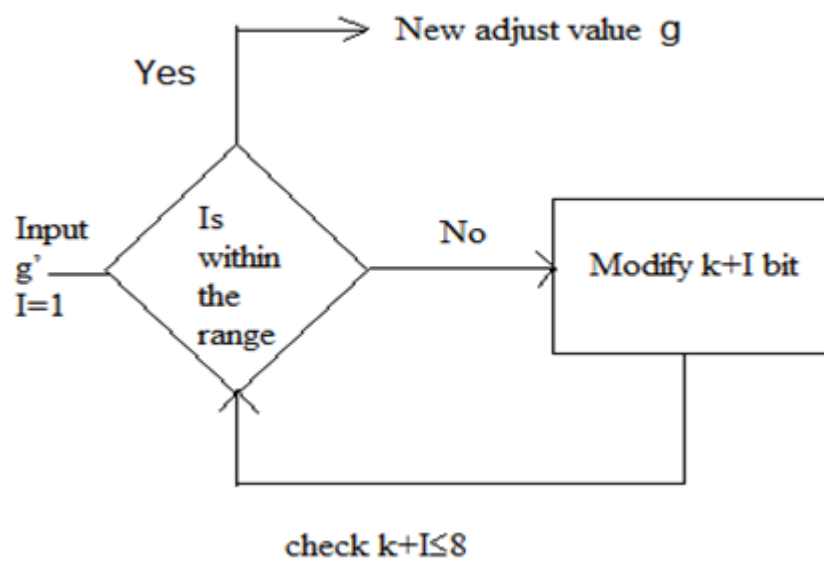 New adjust value g
Yes
Input
g’
I=1
Is
within
the
range
No
Modify k+I bit
check k+I≤8